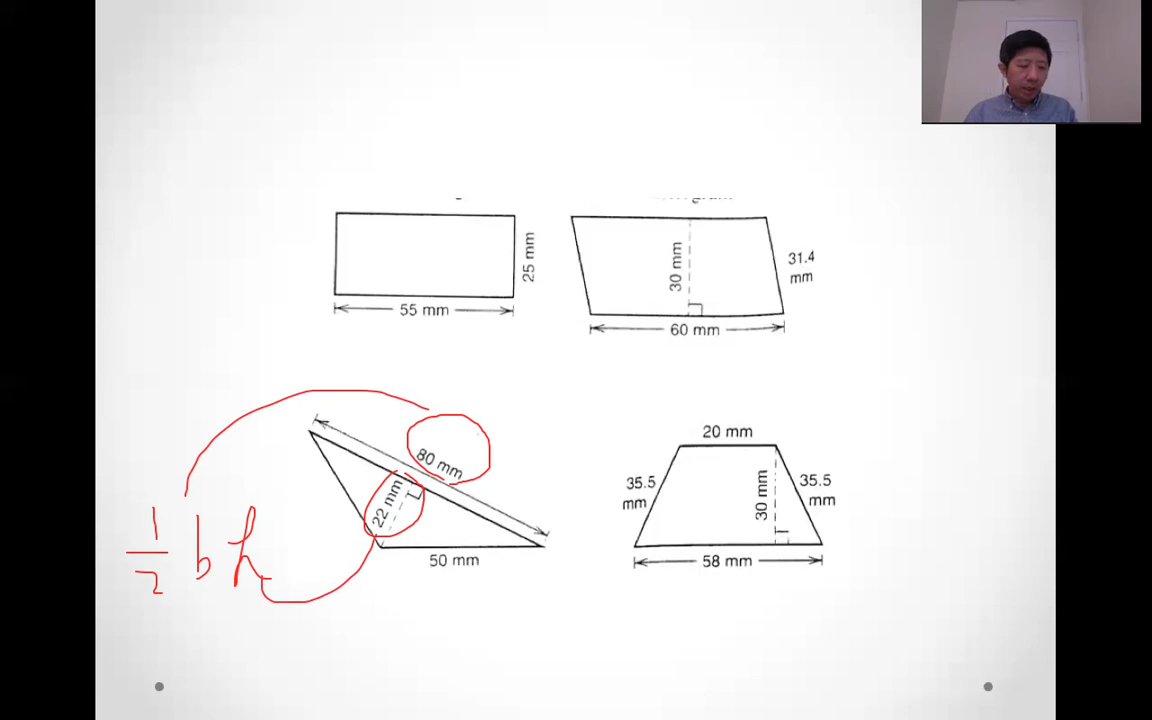 25 mm
55 mm
30 mm
31.4
mm
60 mm
80 mm
22 mm
50 mm
1/2 b h
20 mm
35.5
mm
30 mm
35.5
mm
58 mm